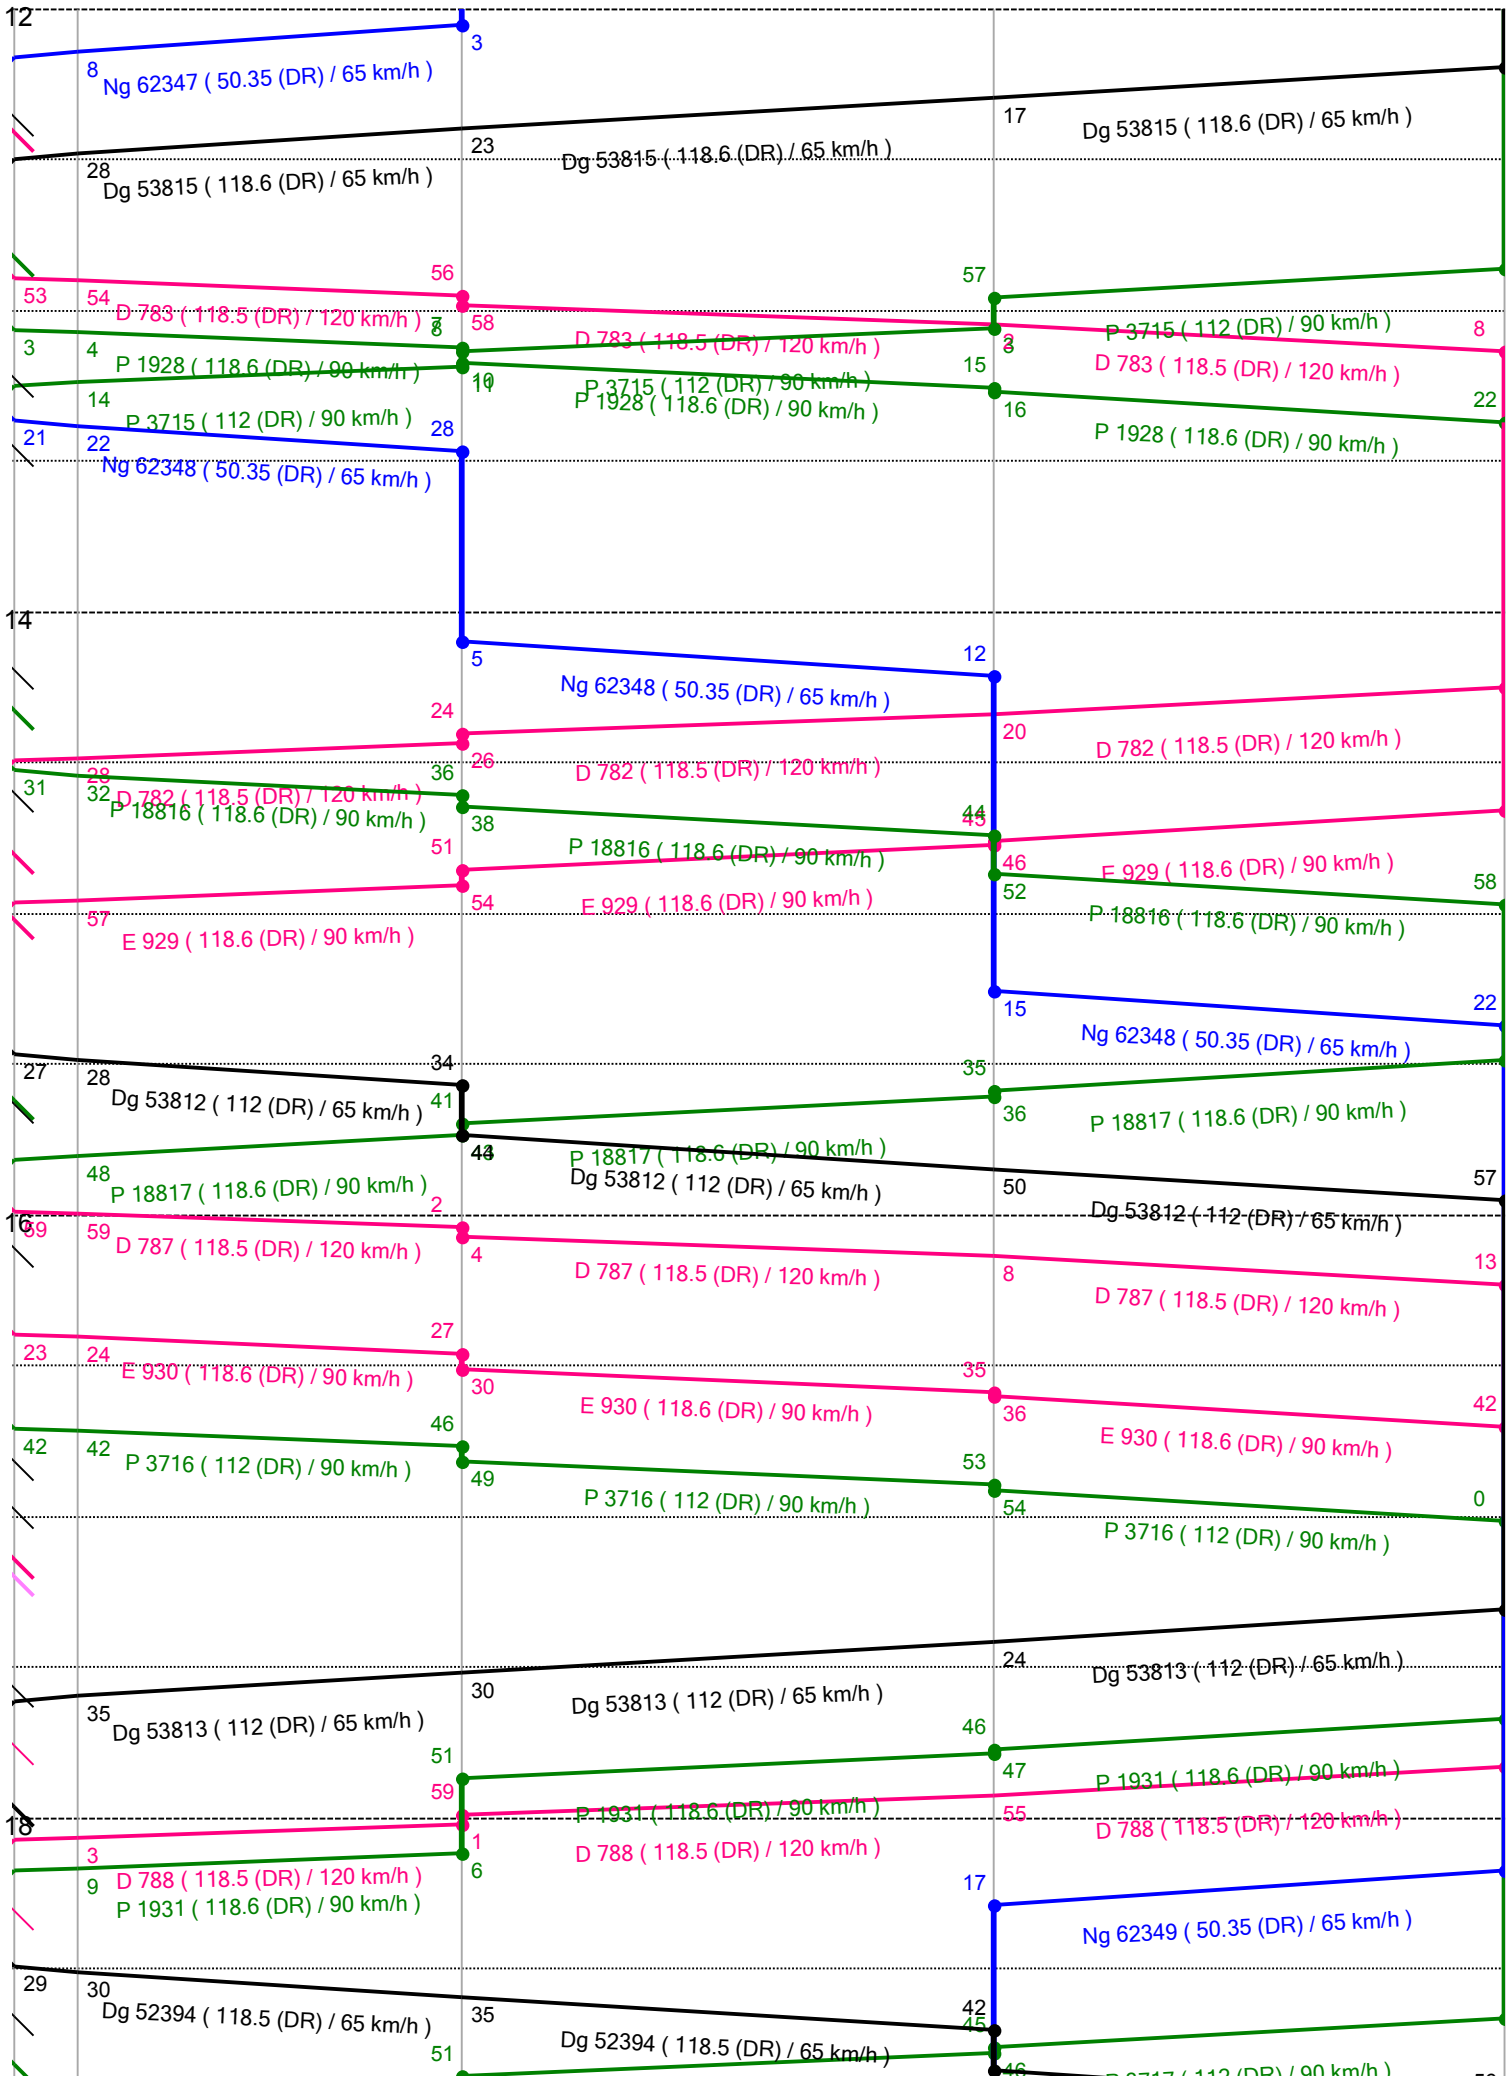 12
3
8
Ng 62347 ( 50.35 (DR) / 65 km/h )
17
Dg 53815 ( 118.6 (DR) / 65 km/h )
23
Dg 53815 ( 118.6 (DR) / 65 km/h )
28
Dg 53815 ( 118.6 (DR) / 65 km/h )
56
57
53
54
D 783 ( 118.5 (DR) / 120 km/h )
7
8
58
D 783 ( 118.5 (DR) / 120 km/h )
P 3715 ( 112 (DR) / 90 km/h )
8
3
4
P 1928 ( 118.6 (DR) / 90 km/h )
D 783 ( 118.5 (DR) / 120 km/h )
10
11
P 3715 ( 112 (DR) / 90 km/h )
15
14
P 3715 ( 112 (DR) / 90 km/h )
P 1928 ( 118.6 (DR) / 90 km/h )
16
22
21
22
28
P 1928 ( 118.6 (DR) / 90 km/h )
Ng 62348 ( 50.35 (DR) / 65 km/h )
14
5
12
Ng 62348 ( 50.35 (DR) / 65 km/h )
24
20
D 782 ( 118.5 (DR) / 120 km/h )
26
D 782 ( 118.5 (DR) / 120 km/h )
28
D 782 ( 118.5 (DR) / 120 km/h )
36
31
32
P 18816 ( 118.6 (DR) / 90 km/h )
38
44
45
51
P 18816 ( 118.6 (DR) / 90 km/h )
46
E 929 ( 118.6 (DR) / 90 km/h )
58
54
E 929 ( 118.6 (DR) / 90 km/h )
52
57
E 929 ( 118.6 (DR) / 90 km/h )
P 18816 ( 118.6 (DR) / 90 km/h )
15
22
Ng 62348 ( 50.35 (DR) / 65 km/h )
27
28
34
35
Dg 53812 ( 112 (DR) / 65 km/h )
41
36
P 18817 ( 118.6 (DR) / 90 km/h )
44
P 18817 ( 118.6 (DR) / 90 km/h )
48
P 18817 ( 118.6 (DR) / 90 km/h )
Dg 53812 ( 112 (DR) / 65 km/h )
50
57
2
Dg 53812 ( 112 (DR) / 65 km/h )
16
59
59
D 787 ( 118.5 (DR) / 120 km/h )
4
13
D 787 ( 118.5 (DR) / 120 km/h )
8
D 787 ( 118.5 (DR) / 120 km/h )
27
23
24
E 930 ( 118.6 (DR) / 90 km/h )
30
35
E 930 ( 118.6 (DR) / 90 km/h )
36
42
46
E 930 ( 118.6 (DR) / 90 km/h )
42
42
P 3716 ( 112 (DR) / 90 km/h )
49
53
P 3716 ( 112 (DR) / 90 km/h )
54
0
P 3716 ( 112 (DR) / 90 km/h )
24
Dg 53813 ( 112 (DR) / 65 km/h )
30
Dg 53813 ( 112 (DR) / 65 km/h )
35
Dg 53813 ( 112 (DR) / 65 km/h )
46
51
47
P 1931 ( 118.6 (DR) / 90 km/h )
59
P 1931 ( 118.6 (DR) / 90 km/h )
55
D 788 ( 118.5 (DR) / 120 km/h )
18
1
D 788 ( 118.5 (DR) / 120 km/h )
3
D 788 ( 118.5 (DR) / 120 km/h )
6
9
P 1931 ( 118.6 (DR) / 90 km/h )
17
Ng 62349 ( 50.35 (DR) / 65 km/h )
29
30
Dg 52394 ( 118.5 (DR) / 65 km/h )
35
42
45
Dg 52394 ( 118.5 (DR) / 65 km/h )
51
46
P 3717 ( 112 (DR) / 90 km/h )